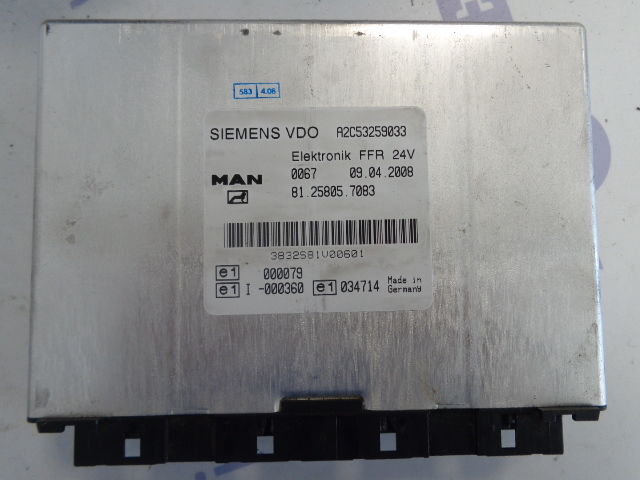 583 4.08
SIEMENS VDO A2C53259033
Elektronik FFR 24V
MAN 0067 09.04.2008
81.25805.7083
3832S81V00601
e1 000079
e1 I -000360 e1 034714 Made in
Germany